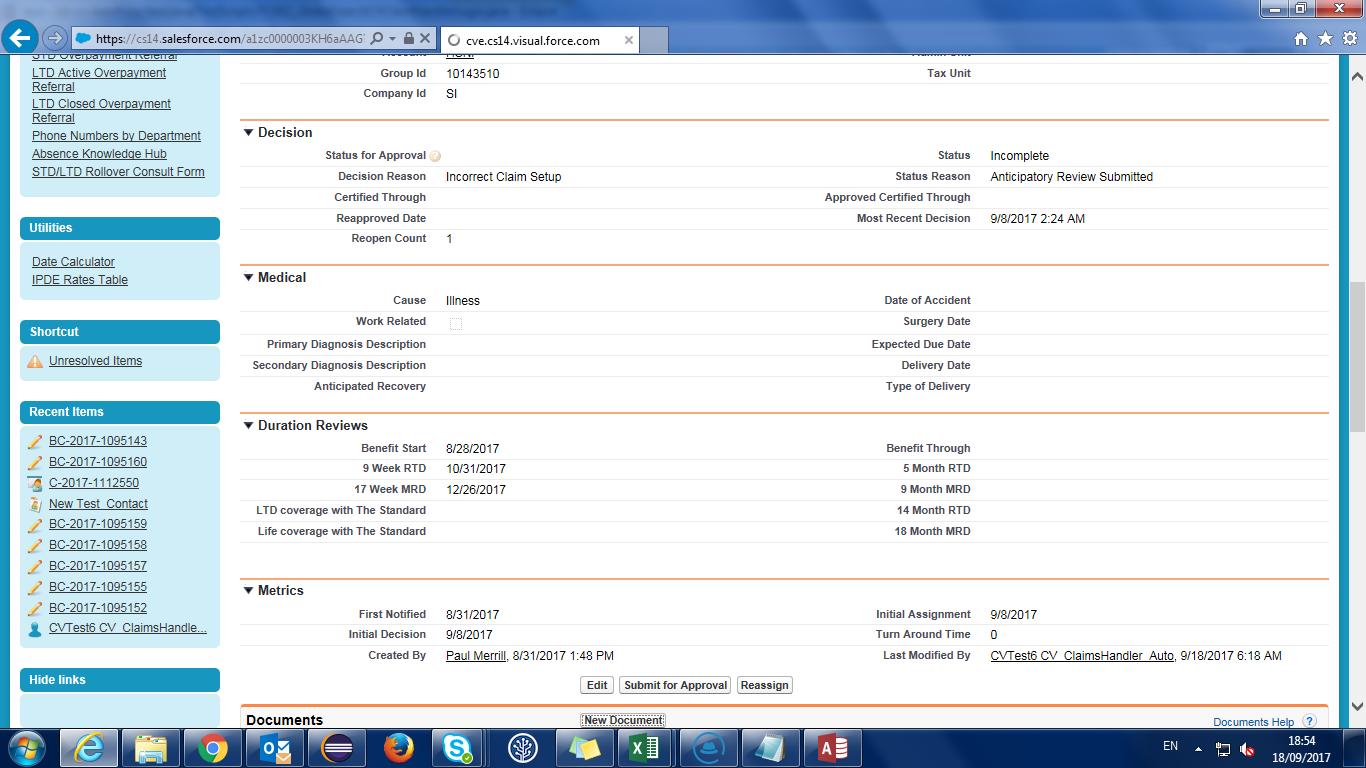 https://cs14.salesforce.com/a1zc0000003KH6aAAG
cve.cs14.visual.force.com
STD Overpayment Referral
LTD Active Overpayment
Referral
LTD Closed Overpayment
Referral
Phone Numbers by Department
Absence Knowledge Hub
STD/LTD Rollover Consult Form
Utilities
Date Calculator
IPDE Rates Table
Shortcut
Unresolved Items
Recent Items
BC-2017-1095143
BC-2017-1095160
C-2017-1112550
New Test_Contact
BC-2017-1095159
BC-2017-1095158
BC-2017-1095157
BC-2017-1095155
BC-2017-1095152
CVTest6 CV_ClaimsHandle...
Hide links
Group Id 10143510 Tax Unit
Company Id SI
Decision
Status for Approval Status Incomplete
Decision Reason Incorrect Claim Setup Status Reason Anticipatory Review Submitted
Certified Through Approved Certified Through
Reapproved Date Most Recent Decision 9/8/2017 2:24 AM
Reopen Count 1
Medical
Cause Illness Date of Accident
Work Related Surgery Date
Primary Diagnosis Description Expected Due Date
Secondary Diagnosis Description Delivery Date
Anticipated Recovery Type of Delivery
Duration Reviews
Benefit Start 8/28/2017 Benefit Through
9 Week RTD 10/31/2017 5 Month RTD
17 Week MRD 12/26/2017 9 Month MRD
LTD coverage with The Standard 14 Month RTD
Life coverage with The Standard 18 Month RTD
Metrics
First Notified 8/31/2017 Initial Assignment 9/8/2017
Initial Decision 9/8/2017 Turn Around Time 0
Created By Paul Merrill, 8/31/2017 1:48 PM Last Modified By CVTest6 CV_ClaimsHandler_Auto, 9/18/2017 6:18 AM
Edit Submit for Approval Reassign
Documents New Document Documents Help ?
EN 18:54
18/09/2017